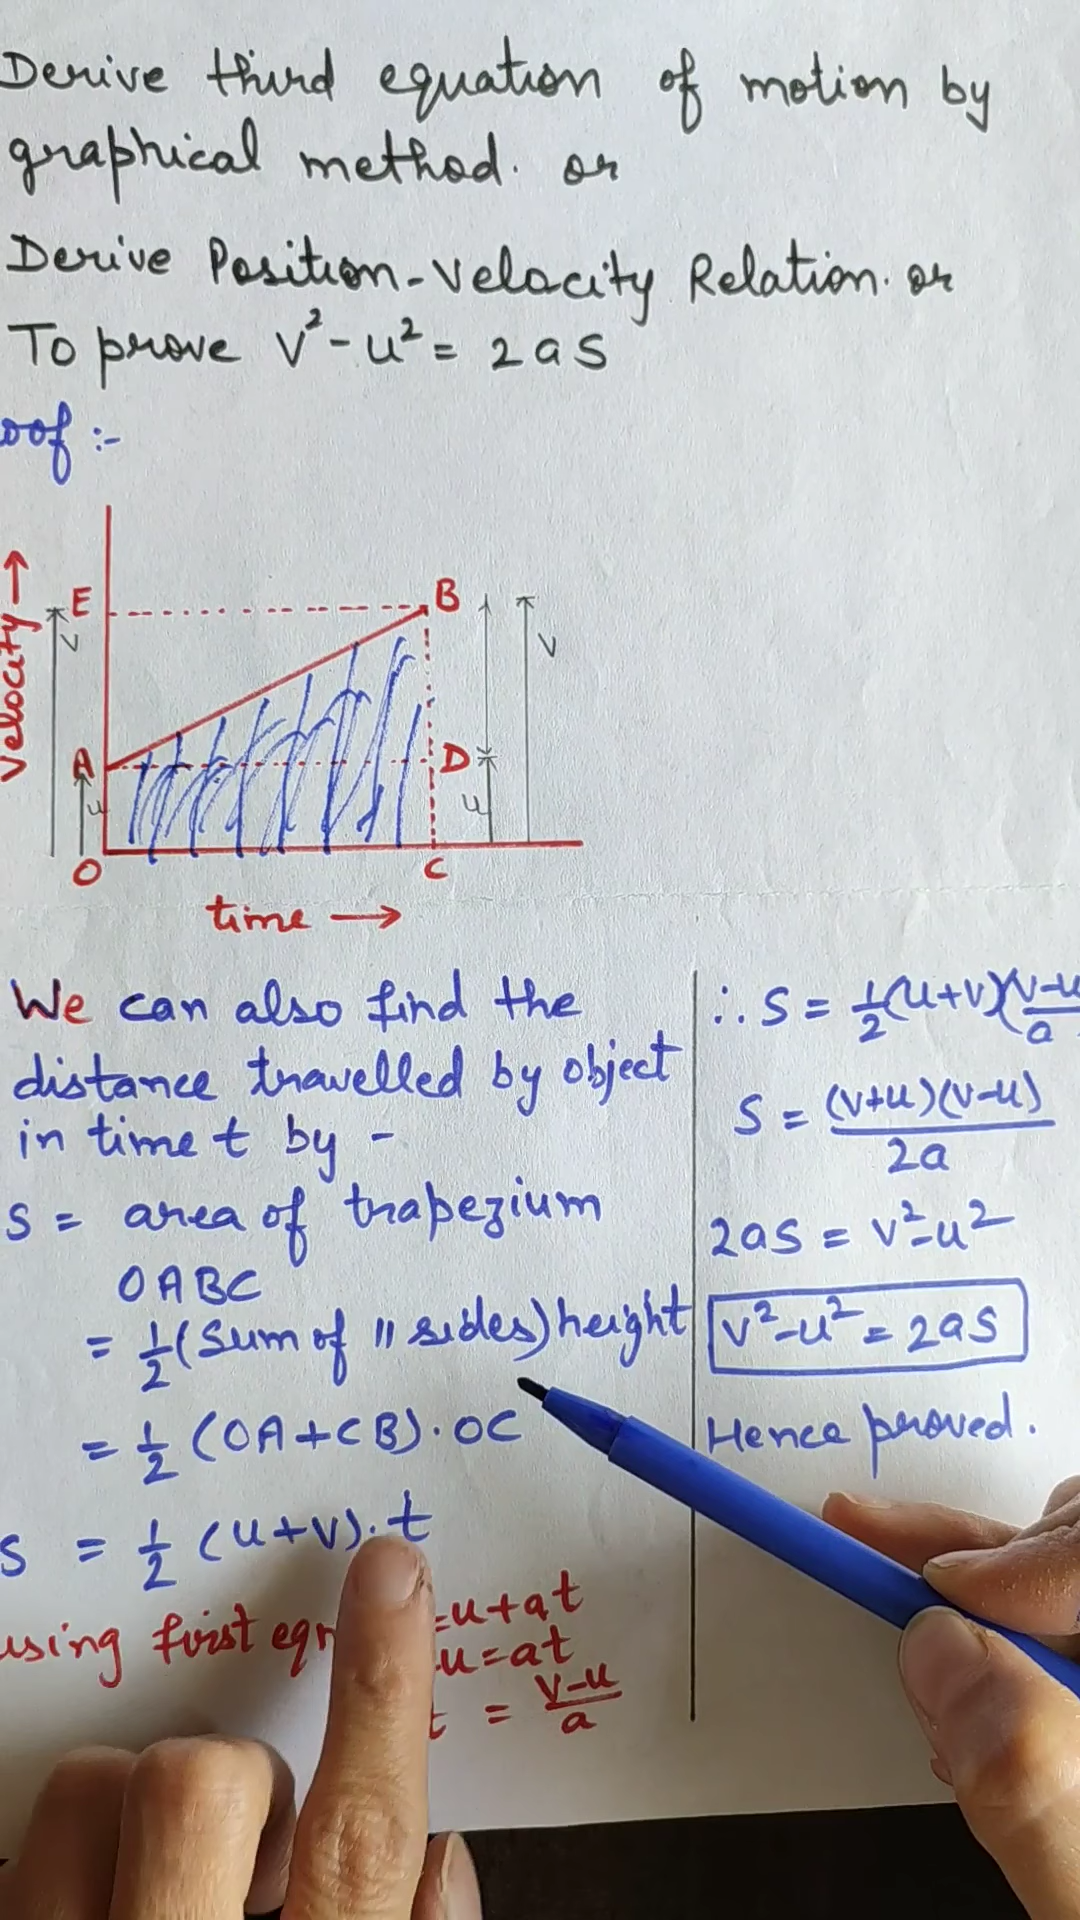 Derive third equation of motion by
graphical method. or
Derive Position-Velocity Relation. or
To prove v² - u² = 2aS
oof :-
velocity →
E
B
v
v
A
D
u
u
O
C
time →
We can also find the
distance travelled by object
in time t by -
S = area of trapezium
OABC
= 1/2 (Sum of || sides) height
= 1/2 (OA+CB). OC
S = 1/2 (u+v). t
using first eqn =u+at
u=at
t = v-u/a
∴ S = 1/2 (u+v)(v-u/a
S = (v+u)(v-u)/2a
2aS = v²-u²
v²-u² = 2aS
Hence proved.